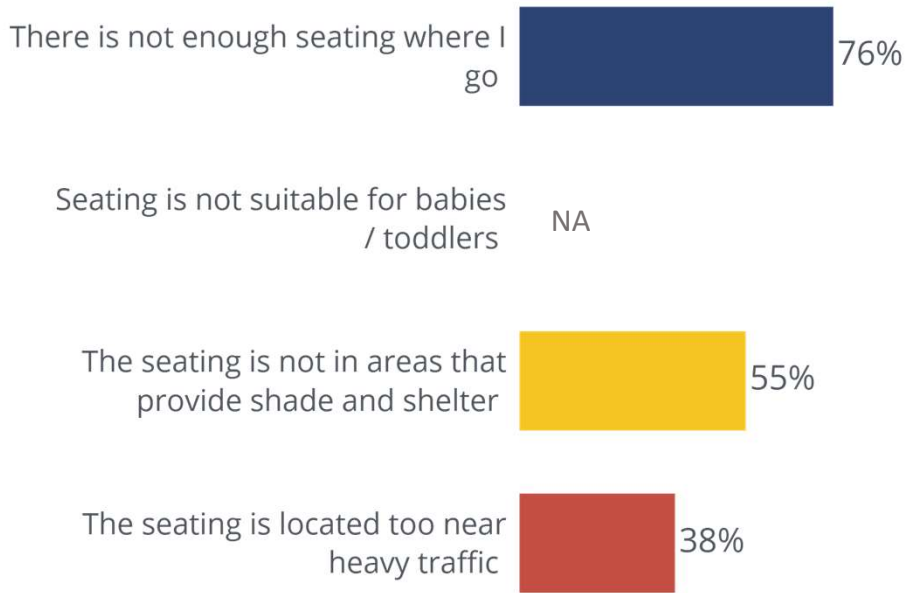 There is not enough seating where I
go
76%
Seating is not suitable for babies
/ toddlers
NA
The seating is not in areas that
provide shade and shelter
55%
The seating is located too near
heavy traffic
38%